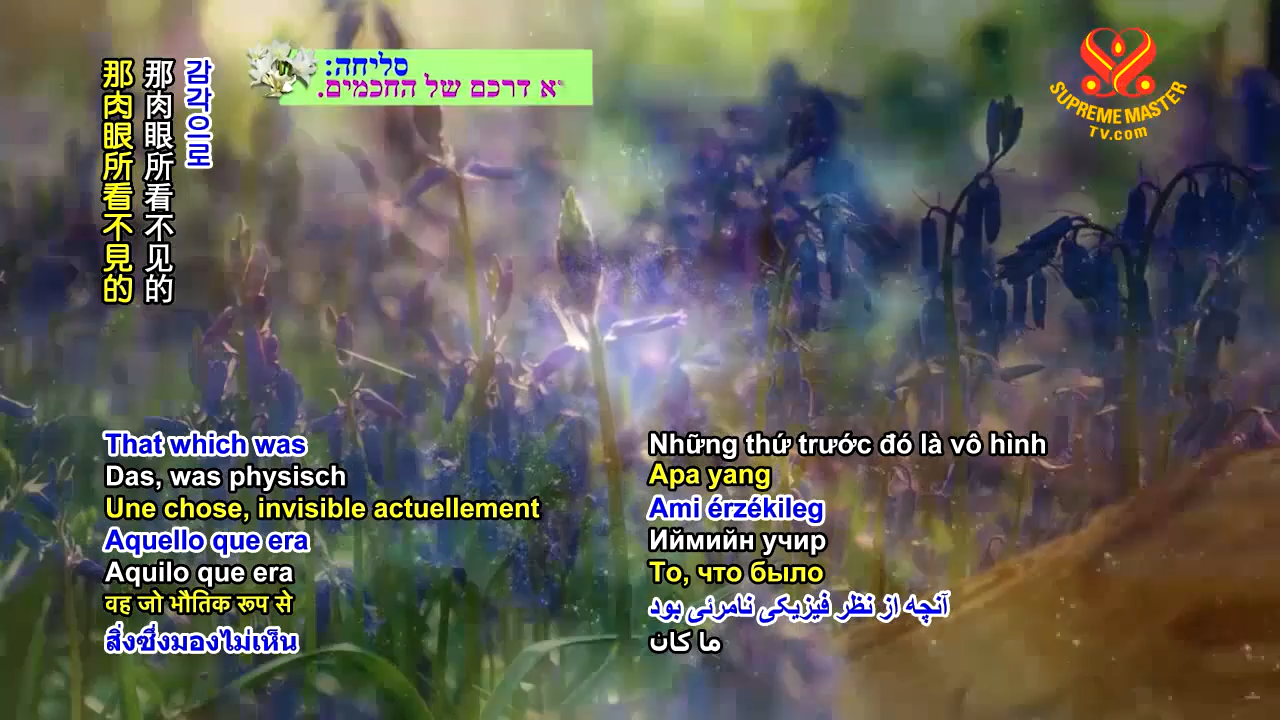 감각으로
那肉眼所看不见的
那肉眼所看不見的
סליחה:
א דרכם של החכמים.
SUPREME MASTER
TV.com
That which was
Das, was physisch
Une chose, invisible actuellement
Aquello que era
Aquilo que era
वह जो भौतिक रूप से
สิ่งซึ่งมองไม่เห็น
Những thứ trước đó là vô hình
Apa yang
Ami érzékileg
Иймийн учир
То, что было
آنچه از نظر فیزیکی نامرئی بود
ما كان